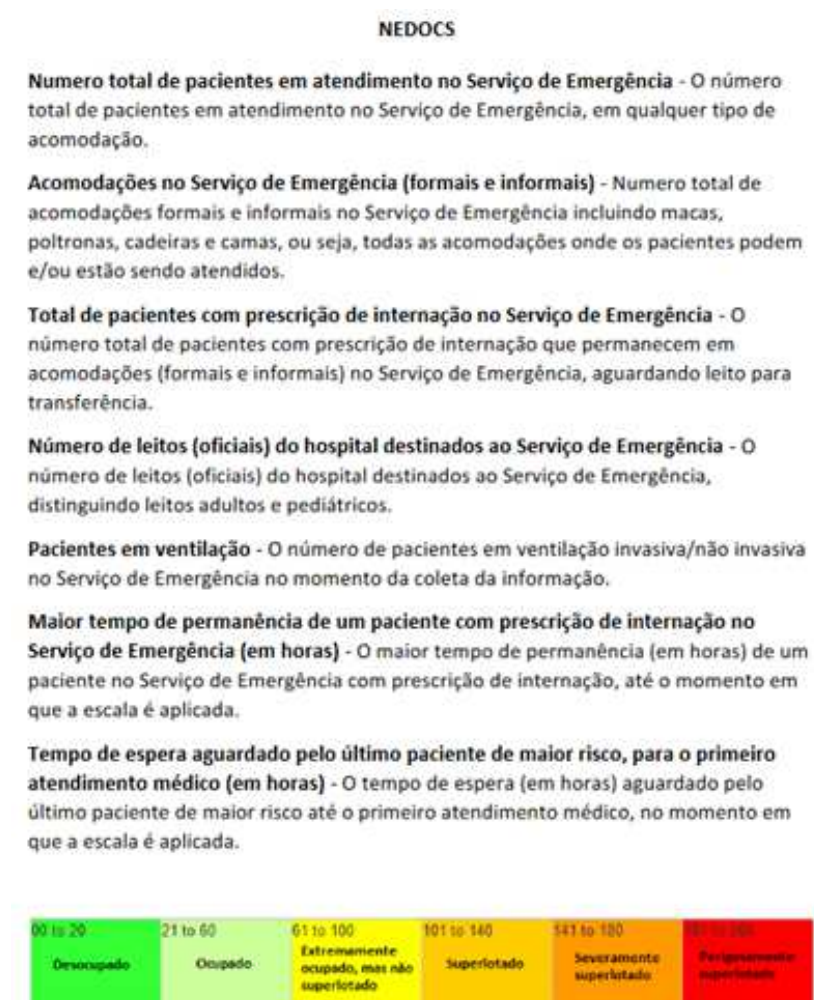 NEDOCS
Numero total de pacientes em atendimento no Serviço de Emergência - O número
total de pacientes em atendimento no Serviço de Emergência, em qualquer tipo de
acomodação.
Acomodações no Serviço de Emergência (formais e informais) - Numero total de
acomodações formais e informais no Serviço de Emergência incluindo macas,
poltronas, cadeiras e camas, ou seja, todas as acomodações onde os pacientes podem
e/ou estão sendo atendidos.
Total de pacientes com prescrição de internação no Serviço de Emergência - O
número total de pacientes com prescrição de internação que permanecem em
acomodações (formais e informais) no Serviço de Emergência, aguardando leito para
transferência.
Número de leitos (oficiais) do hospital destinados ao Serviço de Emergência - O
número de leitos (oficiais) do hospital destinados ao Serviço de Emergência,
distinguindo leitos adultos e pediátricos.
Pacientes em ventilação - O número de pacientes em ventilação invasiva/não invasiva
no Serviço de Emergência no momento da coleta da informação.
Maior tempo de permanência de um paciente com prescrição de internação no
Serviço de Emergência (em horas) - O maior tempo de permanência (em horas) de um
paciente no Serviço de Emergência com prescrição de internação, até o momento em
que a escala é aplicada.
Tempo de espera aguardado pelo último paciente de maior risco, para o primeiro
atendimento médico (em horas) - O tempo de espera (em horas) aguardado pelo
último paciente de maior risco até o primeiro atendimento médico, no momento em
que a escala é aplicada.
00 to 20
Desocupado
21 to 60
Ocupado
61 to 100
Extremamente
ocupado, mas não
superlotado
101 to 140
Superlotado
141 to 180
Severamente
superlotado
Perigosamente
superlotado